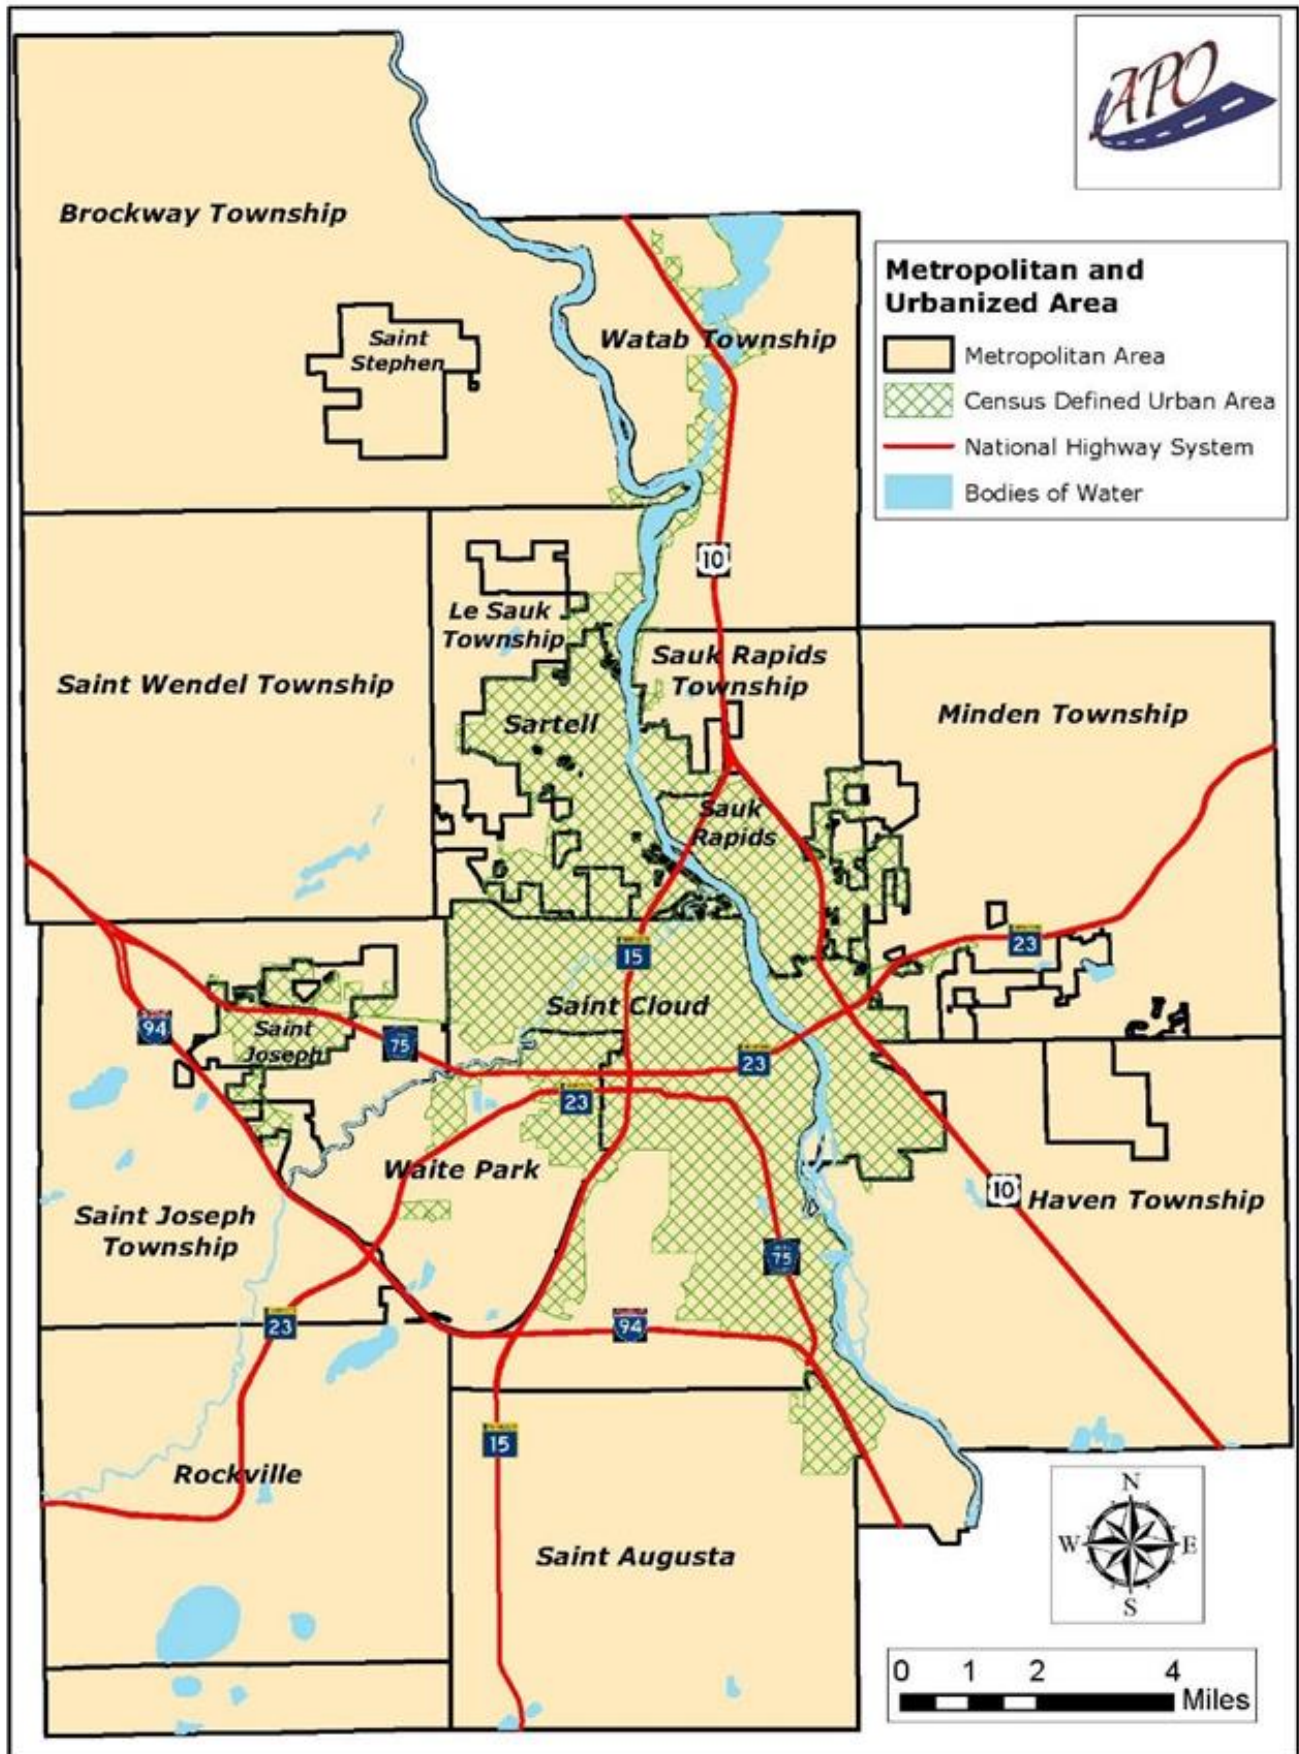 APO
Brockway Township
Saint
Stephen
Watab Township
Metropolitan and
Urbanized Area
Metropolitan Area
Census Defined Urban Area
National Highway System
Bodies of Water
10
Le Sauk
Township
Saint Wendel Township
Sauk Rapids
Township
Sartell
Minden Township
Sauk
Rapids
15
23
Saint Cloud
94
Saint
Joseph
75
23
23
Waite Park
10
Haven Township
Saint Joseph
Township
75
23
94
15
Rockville
Saint Augusta
N
W
E
S
0 1 2 4
Miles